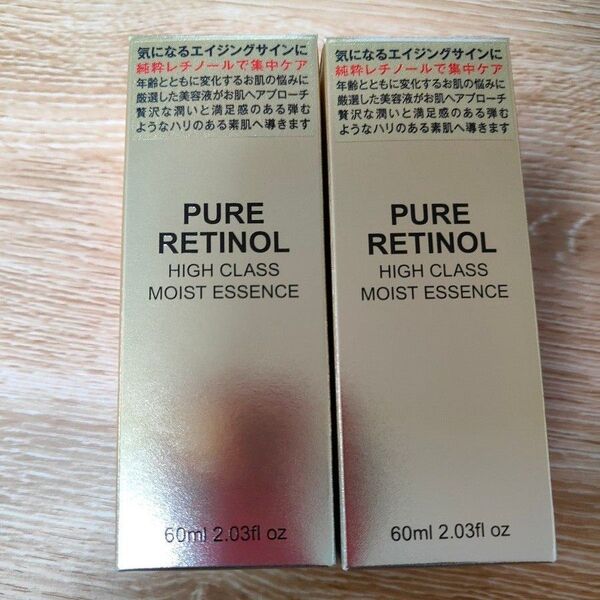 気になるエイジングサインに
純粋レチノールで集中ケア
年齢とともに変化するお肌の悩みに
厳選した美容液がお肌へアプローチ
贅沢な潤いと満足感のある弾む
ようなハリのある素肌へ導きます
PURE
RETINOL
HIGH CLASS
MOIST ESSENCE
60ml 2.03fl oz
気になるエイジングサインに
純粋レチノールで集中ケア
年齢とともに変化するお肌の悩みに
厳選した美容液がお肌へアプローチ
贅沢な潤いと満足感のある弾む
ようなハリのある素肌へ導きます
PURE
RETINOL
HIGH CLASS
MOIST ESSENCE
60ml 2.03fl oz